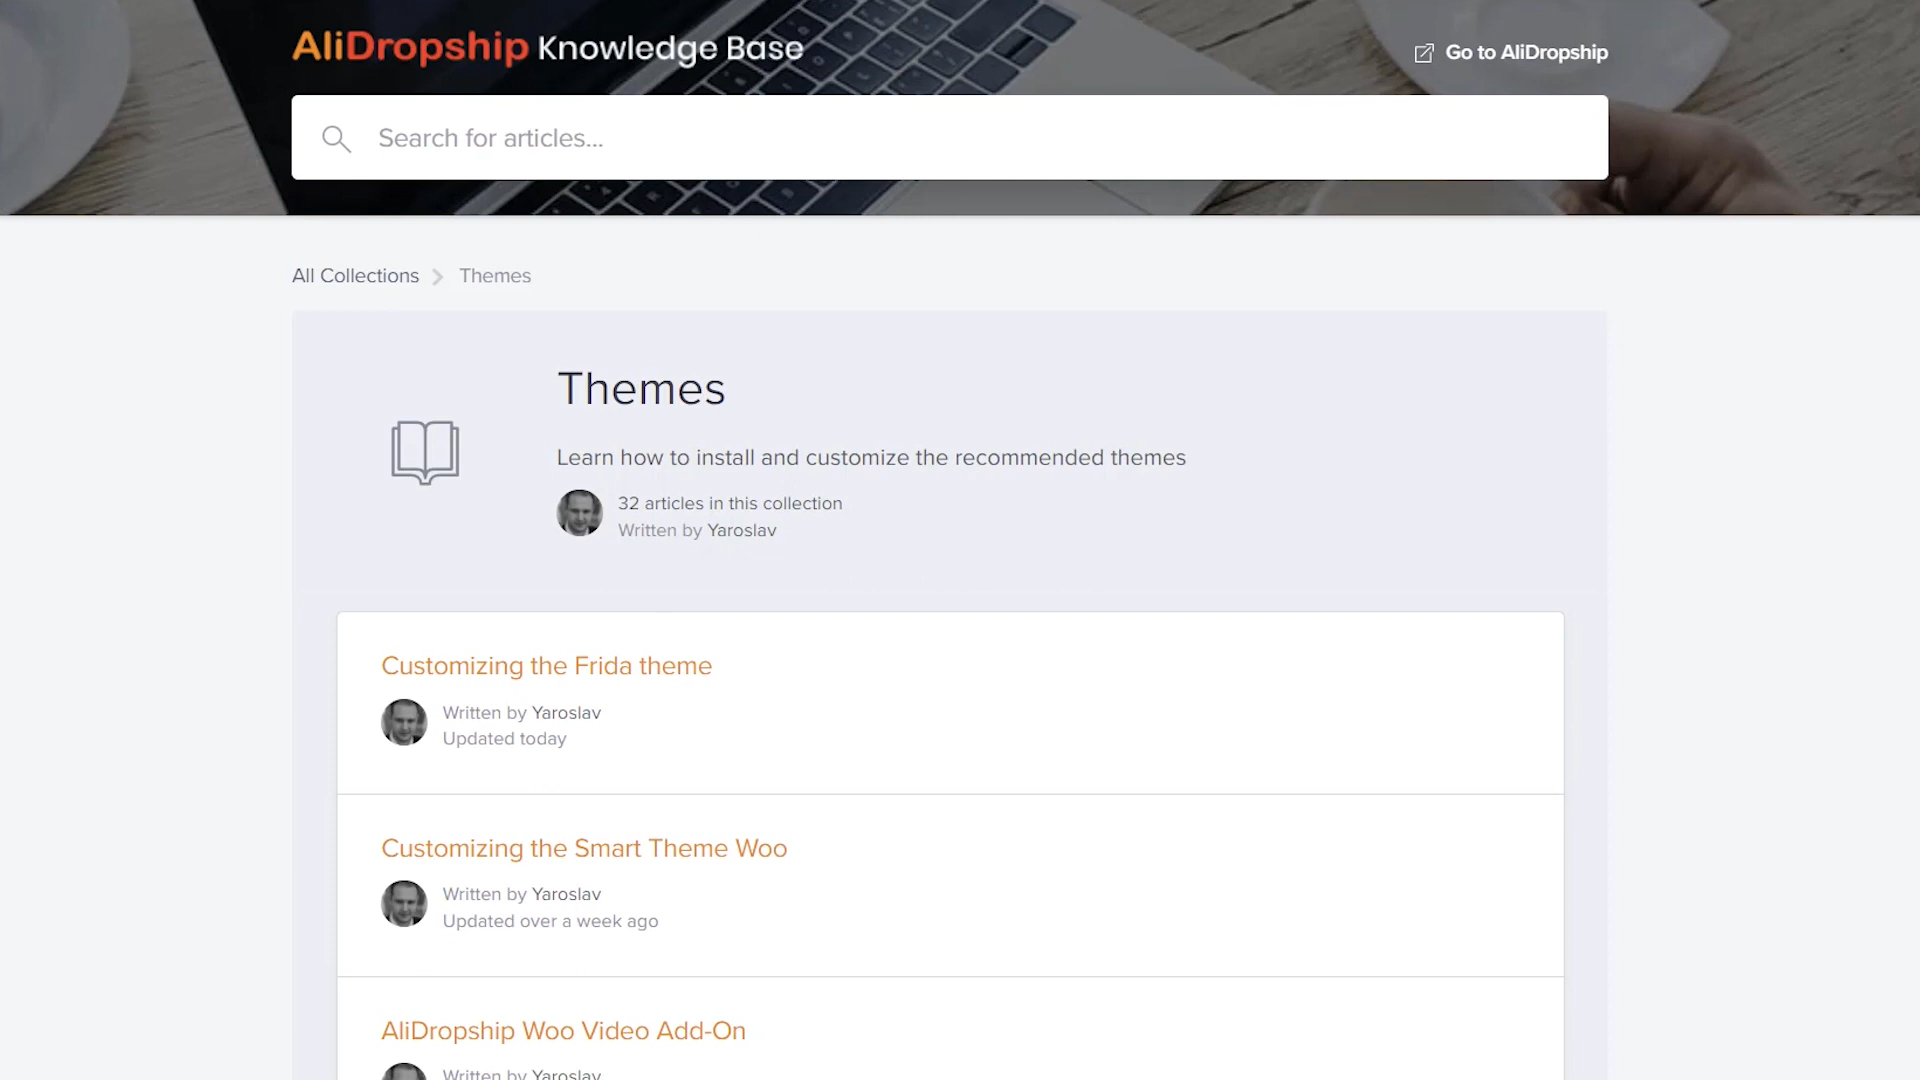 AliDropship Knowledge Base
Go to AliDropship
Search for articles...
All Collections
Themes
Themes
Learn how to install and customize the recommended themes
32 articles in this collection
Written by Yaroslav
Customizing the Frida theme
Written by Yaroslav
Updated today
Customizing the Smart Theme Woo
Written by Yaroslav
Updated over a week ago
AliDropship Woo Video Add-On
Written by Yaroslav